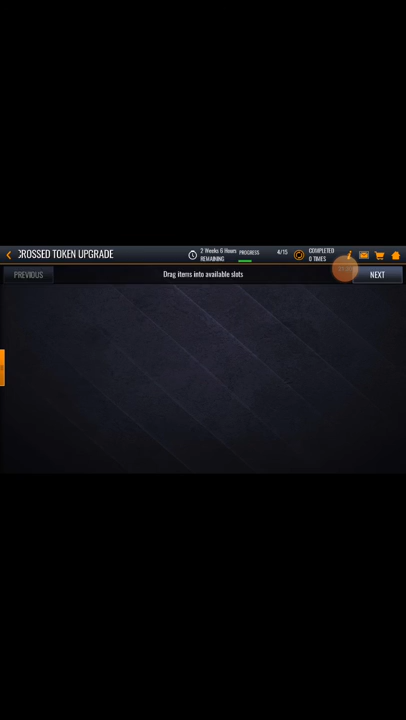 CROSSED TOKEN UPGRADE
2 Weeks 6 Hours
REMAINING
PROGRESS
4/15
COMPLETED
0 TIMES
PREVIOUS
Drag items into available slots
NEXT